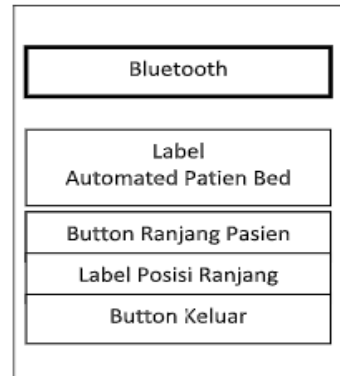 Bluetooth
Label
Automated Patien Bed
Button Ranjang Pasien
Label Posisi Ranjang
Button Keluar